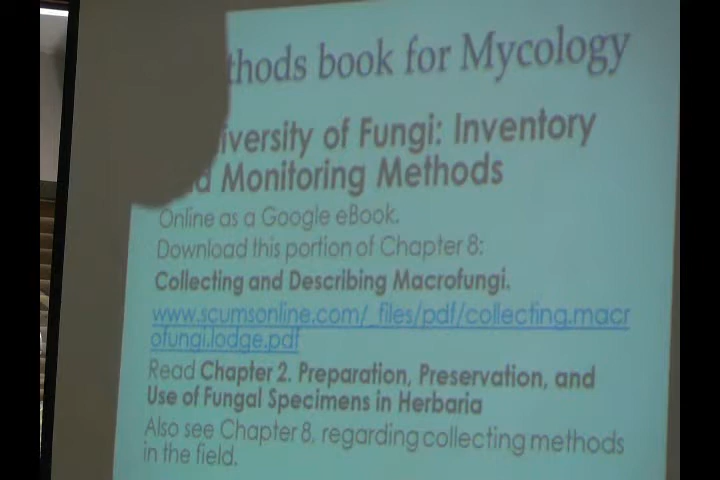 thods book for Mycology
iversity of Fungi: Inventory
d Monitoring Methods
Online as a Google eBook.
Download this portion of Chapter 8:
Collecting and Describing Macrofungi.
www.scumsonline.com/_files/pdf/collecting.macr
ofungi.lodge.pdf
Read Chapter 2. Preparation, Preservation, and
Use of Fungal Specimens in Herbaria
Also see Chapter 8, regarding collecting methods
in the field.